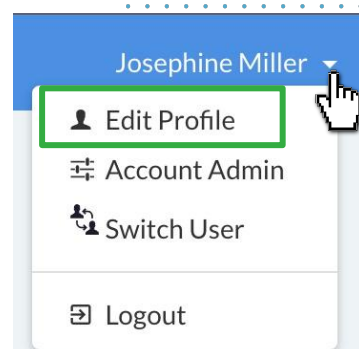 Josephine Miller
Edit Profile
Account Admin
Switch User
Logout